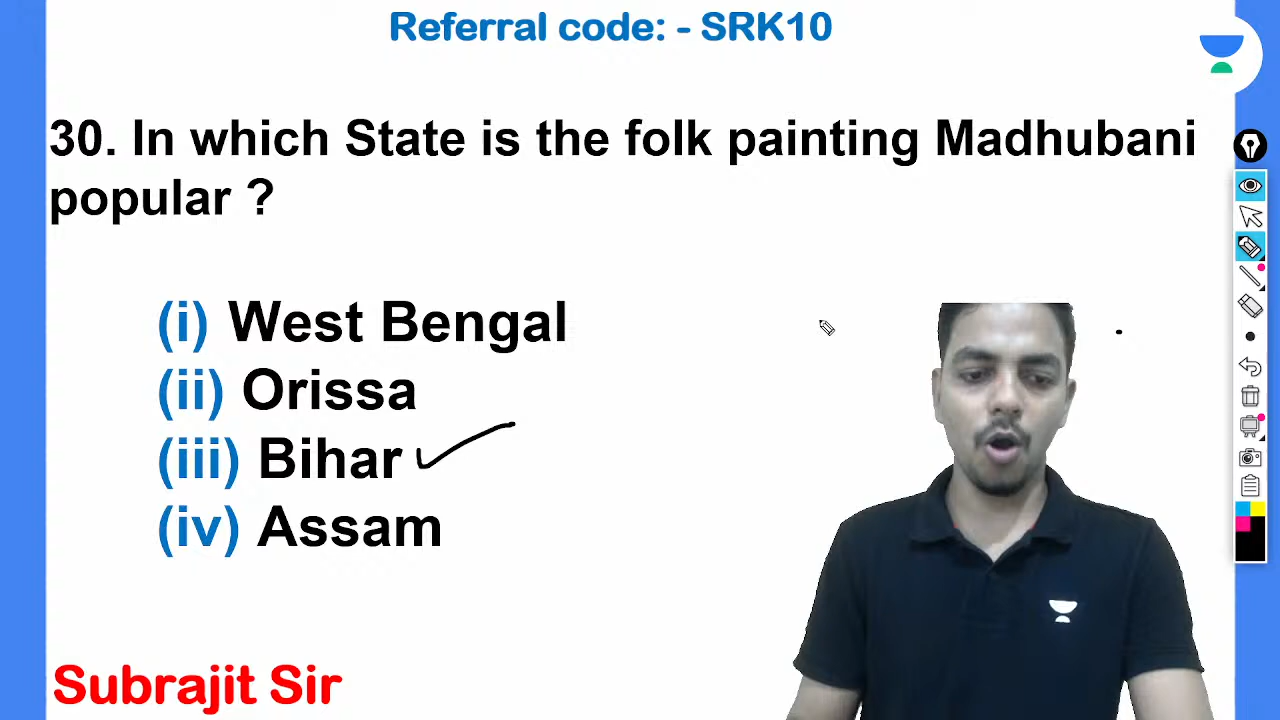 Referral code: - SRK10
30. In which State is the folk painting Madhubani
popular ?
(i) West Bengal
(ii) Orissa
(iii) Bihar
(iv) Assam
Subrajit Sir